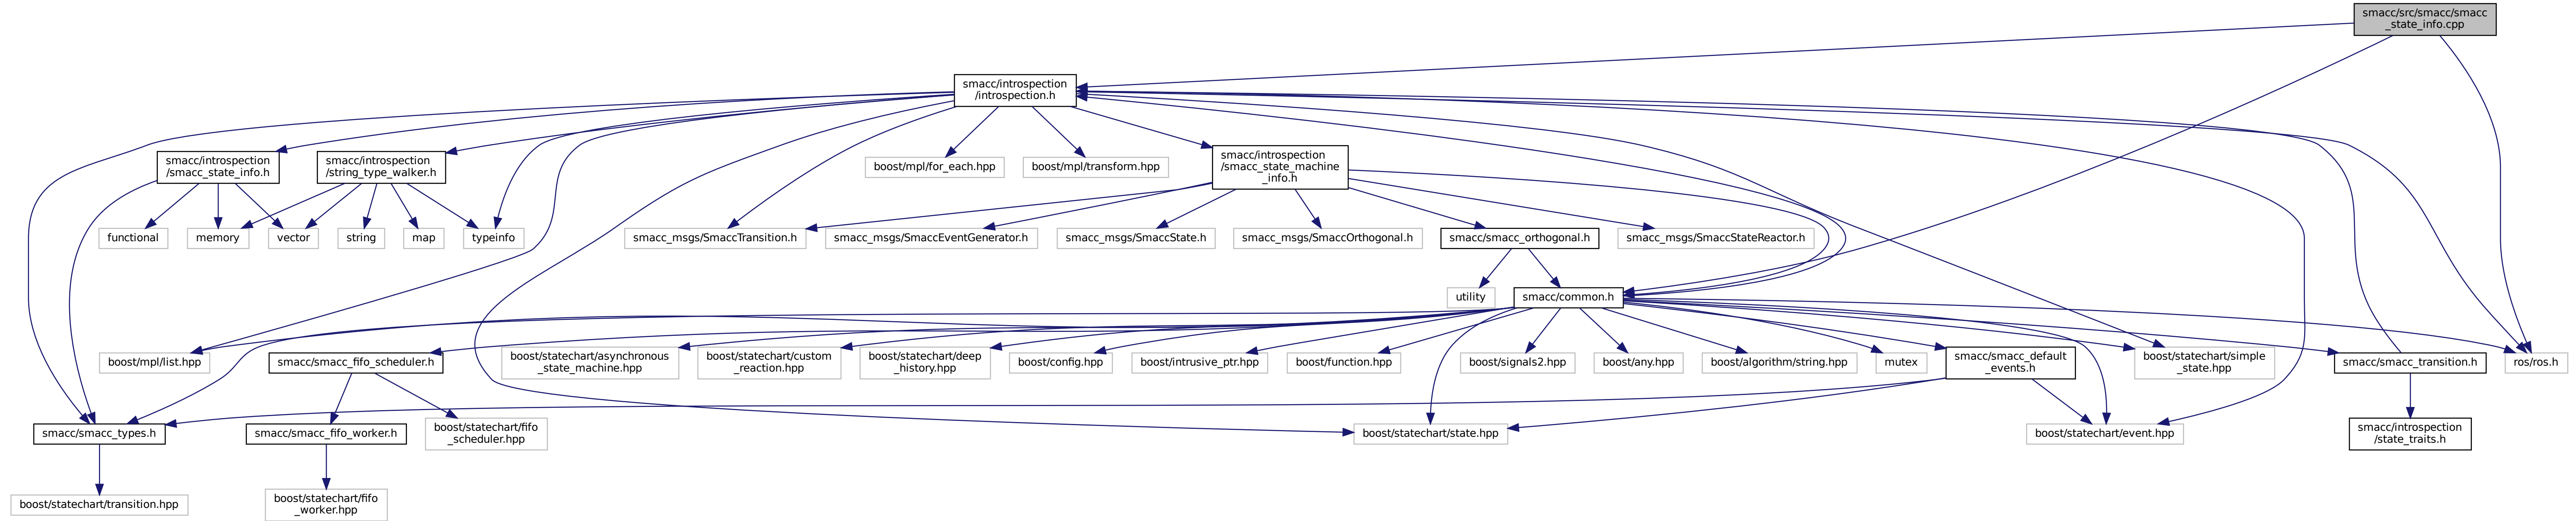 smacc/src/smacc/smacc
_state_info.cpp
smacc/introspection
/introspection.h
smacc/introspection
/smacc_state_info.h
smacc/introspection
/string_type_walker.h
boost/mpl/for_each.hpp
boost/mpl/transform.hpp
smacc/introspection
/smacc_state_machine
_info.h
functional
memory
vector
string
map
typeinfo
smacc_msgs/SmaccTransition.h
smacc_msgs/SmaccEventGenerator.h
smacc_msgs/SmaccState.h
smacc_msgs/SmaccOrthogonal.h
smacc/smacc_orthogonal.h
smacc_msgs/SmaccStateReactor.h
utility
smacc/common.h
boost/mpl/list.hpp
smacc/smacc_fifo_scheduler.h
boost/statechart/asynchronous
_state_machine.hpp
boost/statechart/custom
_reaction.hpp
boost/statechart/deep
_history.hpp
boost/config.hpp
boost/intrusive_ptr.hpp
boost/function.hpp
boost/signals2.hpp
boost/any.hpp
boost/algorithm/string.hpp
mutex
smacc/smacc_default
_events.h
boost/statechart/simple
_state.hpp
smacc/smacc_transition.h
ros/ros.h
smacc/smacc_types.h
smacc/smacc_fifo_worker.h
boost/statechart/fifo
_scheduler.hpp
boost/statechart/state.hpp
boost/statechart/event.hpp
smacc/introspection
/state_traits.h
boost/statechart/transition.hpp
boost/statechart/fifo
_worker.hpp